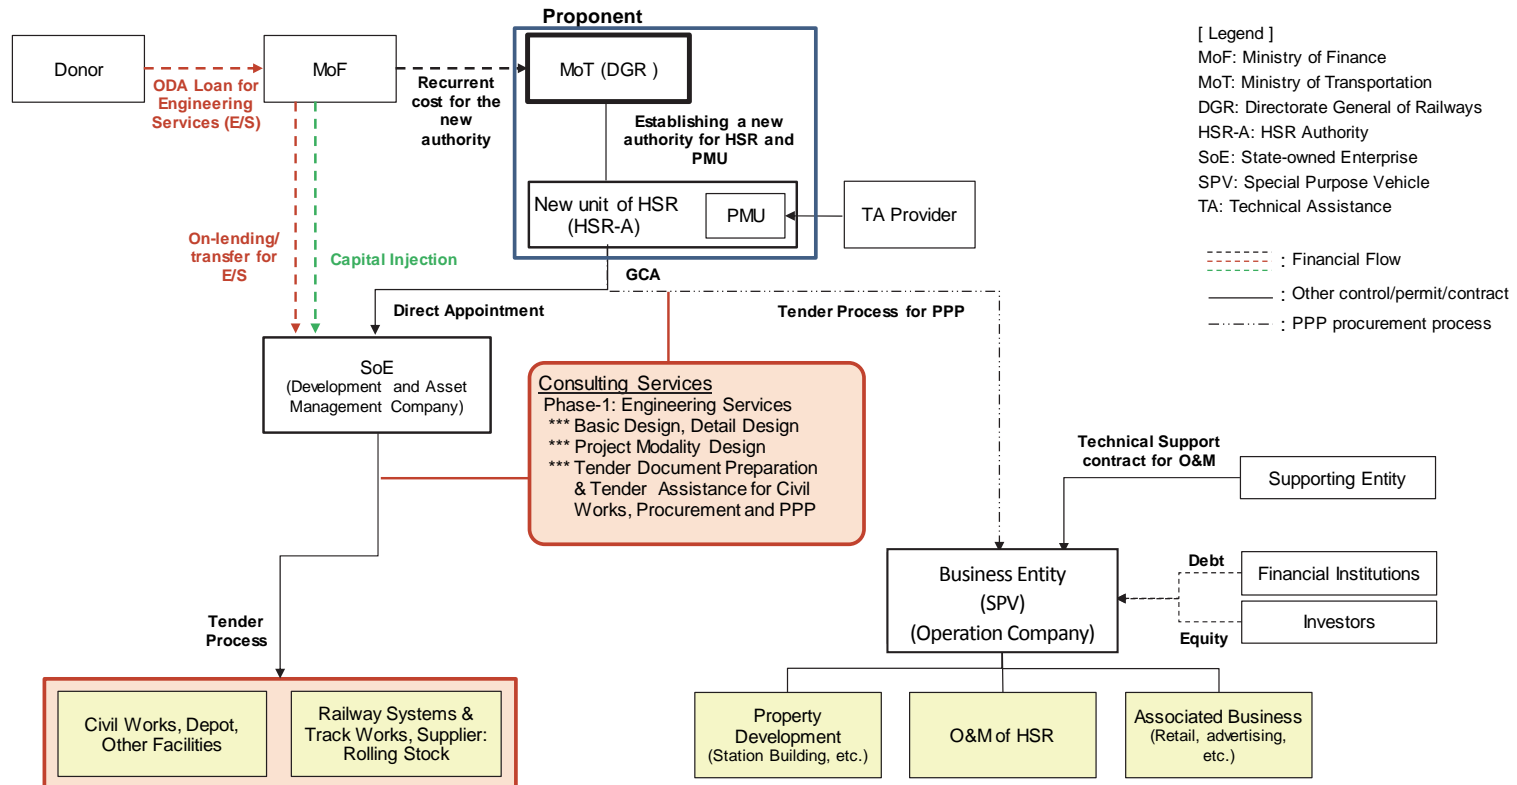 Proponent
Donor
MoF
MoT (DGR )
ODA Loan for
Engineering
Services (E/S)
Recurrent
cost for the
new
authority
Establishing a new
authority for HSR and
PMU
New unit of HSR
(HSR-A)
PMU
TA Provider
On-lending/
transfer for
E/S
Capital Injection
GCA
Direct Appointment
Tender Process for PPP
SoE
(Development and Asset
Management Company)
Consulting Services
Phase-1: Engineering Services
*** Basic Design, Detail Design
*** Project Modality Design
*** Tender Document Preparation
& Tender Assistance for Civil
Works, Procurement and PPP
Technical Support
contract for O&M
Supporting Entity
Business Entity
(SPV)
(Operation Company)
Debt
Financial Institutions
Equity
Investors
Tender
Process
Civil Works, Depot,
Other Facilities
Railway Systems &
Track Works, Supplier:
Rolling Stock
Property
Development
(Station Building, etc.)
O&M of HSR
Associated Business
(Retail, advertising,
etc.)
[ Legend ]
MoF: Ministry of Finance
MoT: Ministry of Transportation
DGR: Directorate General of Railways
HSR-A: HSR Authority
SoE: State-owned Enterprise
SPV: Special Purpose Vehicle
TA: Technical Assistance
: Financial Flow
: Other control/permit/contract
: PPP procurement process